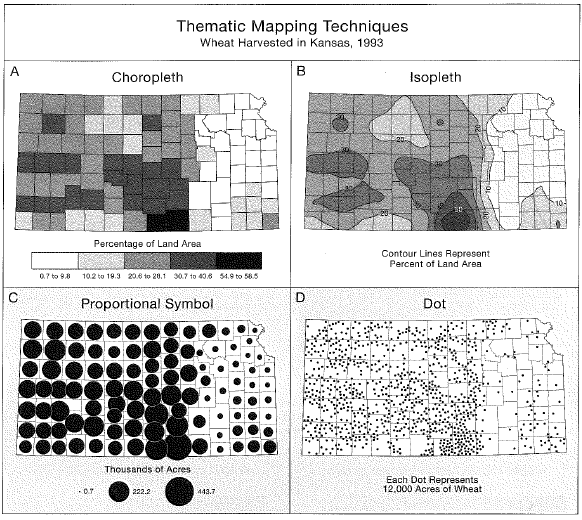 Thematic Mapping Techniques
Wheat Harvested in Kansas, 1993
A
Choropleth
Percentage of Land Area
0.7 to 9.8 10.2 to 19.3 20.6 to 28.1 30.7 to 40.6 54.9 to 58.5
B
Isopleth
Contour Lines Represent
Percent of Land Area
C
Proportional Symbol
Thousands of Acres
0.7 222.2 443.7
D
Dot
Each Dot Represents
12,000 Acres of Wheat